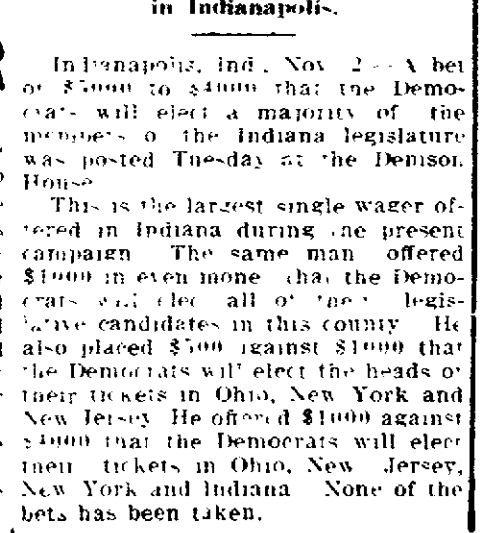 in Indianapolis.
Indianapolis, Ind., Nov. 2 -- A bet
of $5000 to $4000 that the Demo-
crats will elect a majority of the
members of the Indiana legislature
was posted Tuesday at the Denison
House
This is the largest single wager of-
fered in Indiana during the present
campaign The same man offered
$1000 in even money that the Demo-
crats will elect all of their legis-
lative candidates in this county He
also placed $500 against $1000 that
the Democrats will elect the heads of
their tickets in Ohio, New York and
New Jersey He offered $1000 against
$4000 that the Democrats will elect
their tickets in Ohio, New Jersey,
New York and Indiana None of the
bets has been taken.